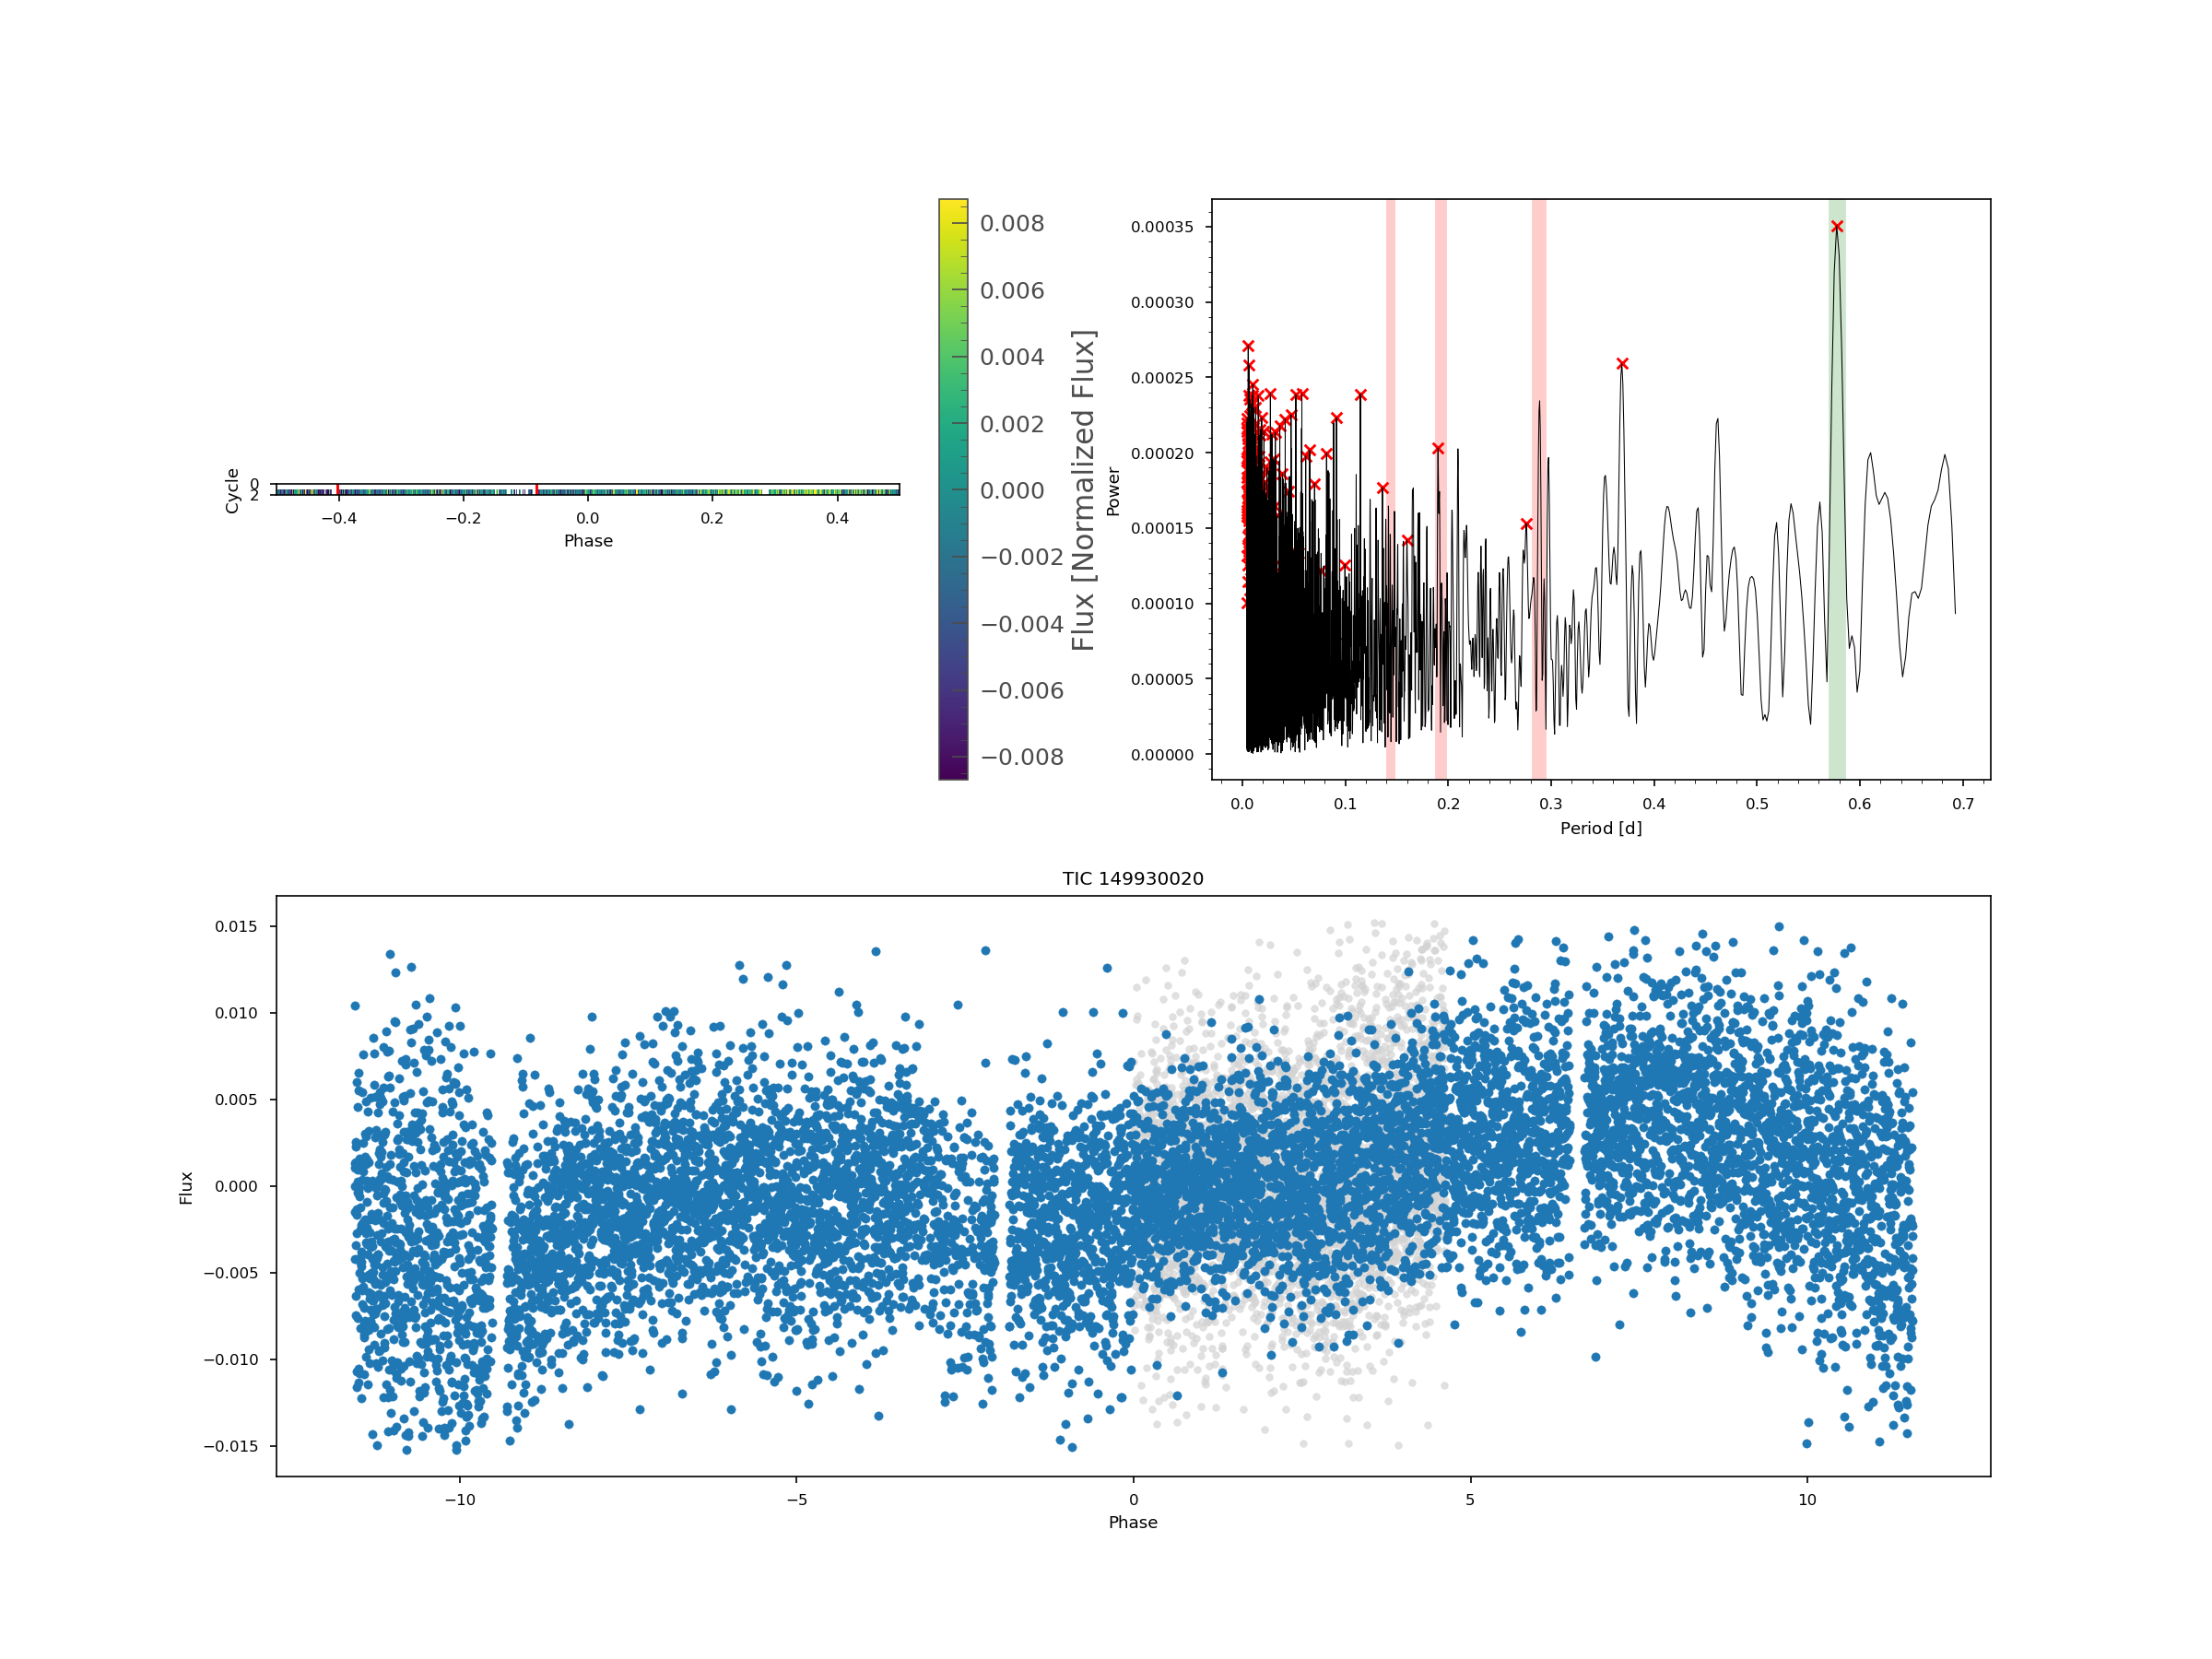 0.008
0.006
0.004
0.002
0.000
−0.002
−0.004
−0.006
−0.008
Flux [Normalized Flux]
0
2
Cycle
−0.4 −0.2 0.0 0.2 0.4
Phase
0.00035
0.00030
0.00025
0.00020
0.00015
0.00010
0.00005
0.00000
Power
0.0 0.1 0.2 0.3 0.4 0.5 0.6 0.7
Period [d]
TIC 149930020
0.015
0.010
0.005
0.000
−0.005
−0.010
−0.015
Flux
−10 −5 0 5 10
Phase